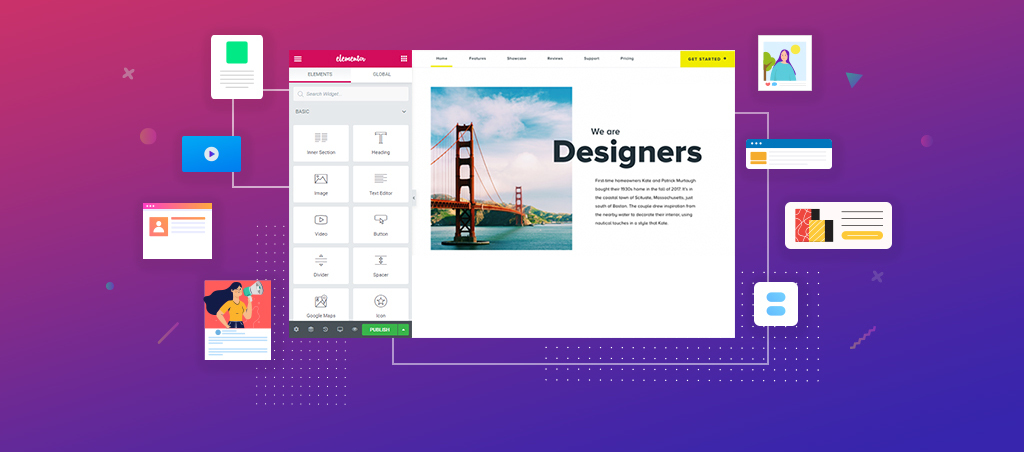 elementor
ELEMENTS GLOBAL
Search Widget...
BASIC
Inner Section Heading
Image Text Editor
Video Button
Divider Spacer
Google Maps Icon
PUBLISH
Home Features Showcase Reviews Support Pricing GET STARTED
We are
Designers
First-time homeowners Kate and Patrick Murtaugh
bought their 1930s home in the fall of 2017. It's in
the coastal town of Scituate, Massachusetts, just
south of Boston. The couple drew inspiration from
the nearby water to decorate their interior, using
nautical touches in a style that Kate.